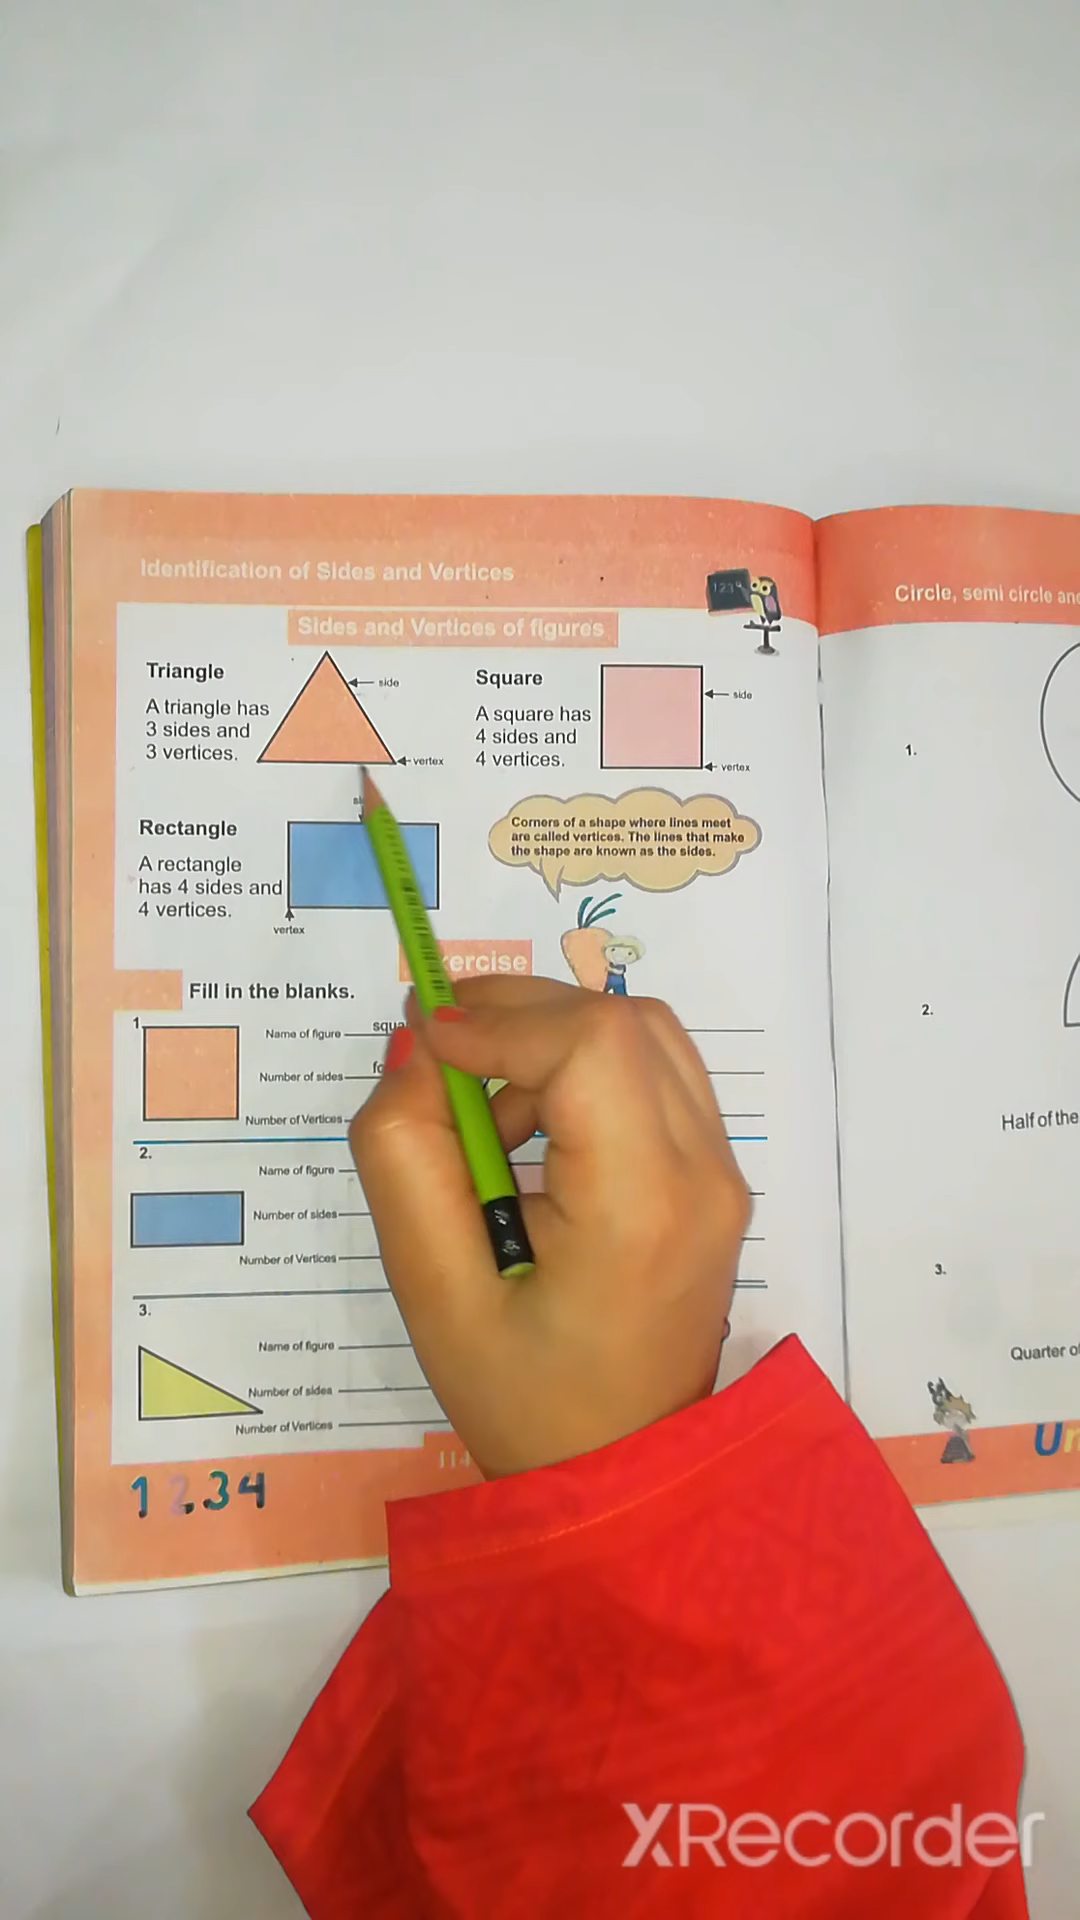 Identification of Sides and Vertices
Sides and Vertices of figures
Triangle
A triangle has
3 sides and
3 vertices.
side
vertex
Square
A square has
4 sides and
4 vertices.
side
vertex
Rectangle
A rectangle
has 4 sides and
4 vertices.
vertex
Corners of a shape where lines meet
are called vertices. The lines that make
the shape are known as the sides.
Fill in the blanks.
1.
Name of figure
Number of sides
Number of Vertices
2.
Name of figure
Number of sides
Number of Vertices
3.
Name of figure
Number of sides
Number of Vertices
114
1 2 3 4
Circle, semi circle
1.
2.
Half of the
3.
Quarter
XRecorder